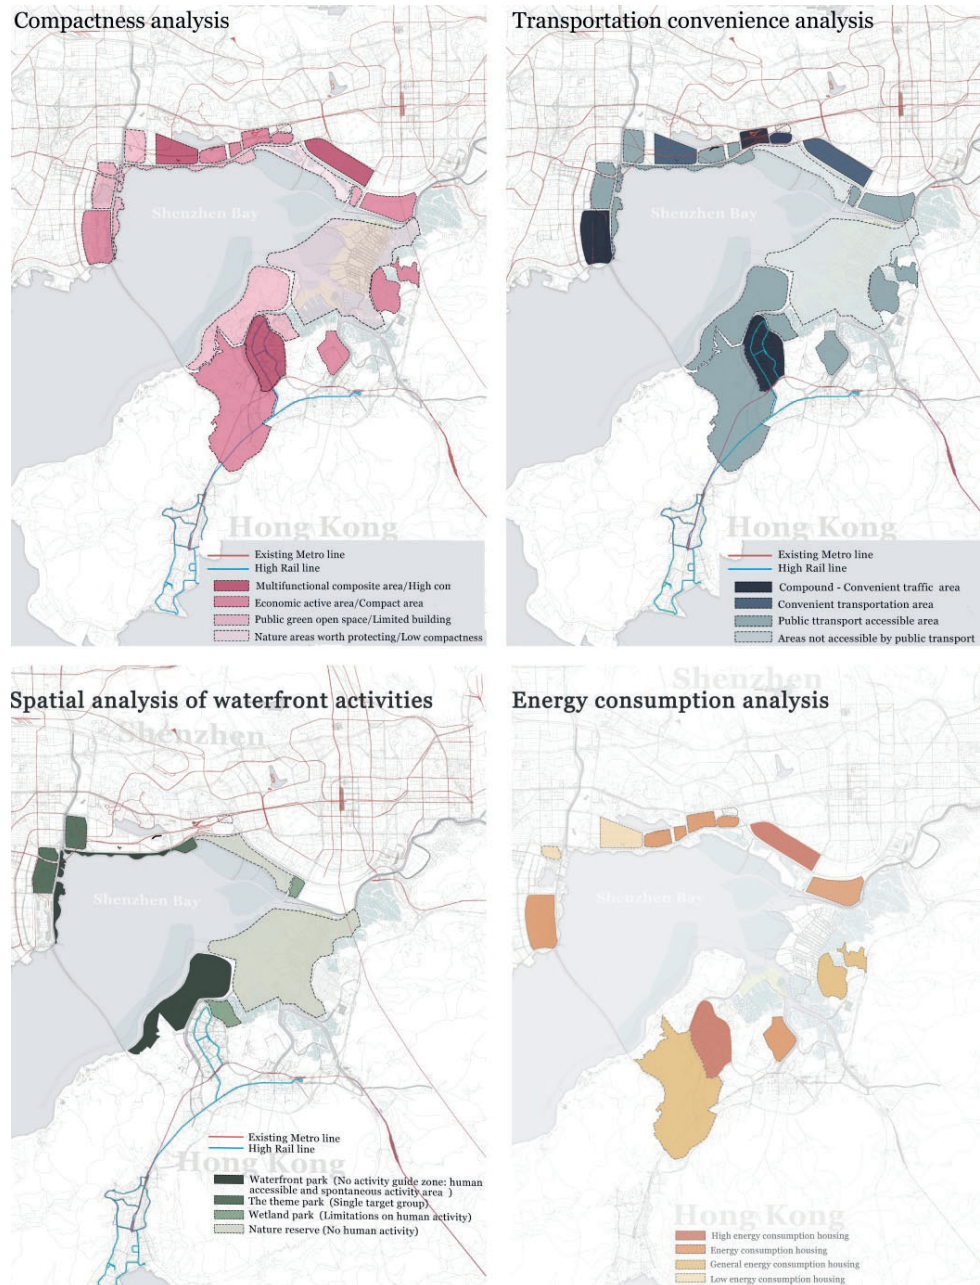 Compactness analysis
Shenzhen Bay
Hong Kong
Existing Metro line
High Rail line
Multifunctional composite area/High con
Economic active area/Compact area
Public green open space/Limited building
Nature areas worth protecting/Low compactness
Transportation convenience analysis
Shenzhen Bay
Hong Kong
Existing Metro line
High Rail line
Compound - Convenient traffic area
Convenient transportation area
Public ttransport accessible area
Areas not accessible by public transport
Spatial analysis of waterfront activities
Shenzhen
Shenzhen Bay
Existing Metro line
High Rail line
Hong Kong
Waterfront park (No activity guide zone: human
accessible and spontaneous activity area )
The theme park (Single target group)
Wetland park (Limitations on human activity)
Nature reserve (No human activity)
Shenzhen
Energy consumption analysis
Shenzhen Bay
Hong Kong
High energy consumption housing
Energy consumption housing
General energy consumption housing
Low energy consumption housing